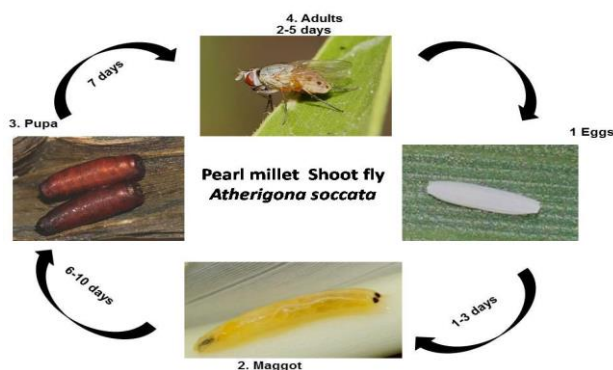 4. Adults
2-5 days
7 days
3. Pupa
1 Eggs
Pearl millet Shoot fly
Atherigona soccata
6-10 days
1-3 days
2. Maggot